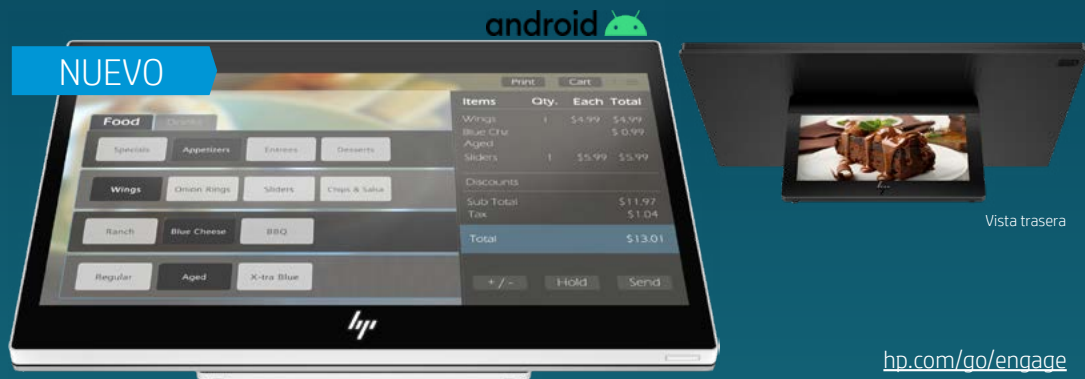 android
NUEVO
Print Cart
Items Qty. Each Total
Wings 1 $4.99 $4.99
Blue Chz $ 0.99
Aged
Sliders 1 $5.99 $5.99
Discounts
Sub Total $11.97
Tax $1.04
Total $13.01
+/- Hold Send
Food Drinks
Specials Appetizers Entrees Desserts
Wings Onion Rings Sliders Chips & Salsa
Ranch Blue Cheese BBQ
Regular Aged X-tra Blue
hp
hp
Vista trasera
hp.com/go/engage